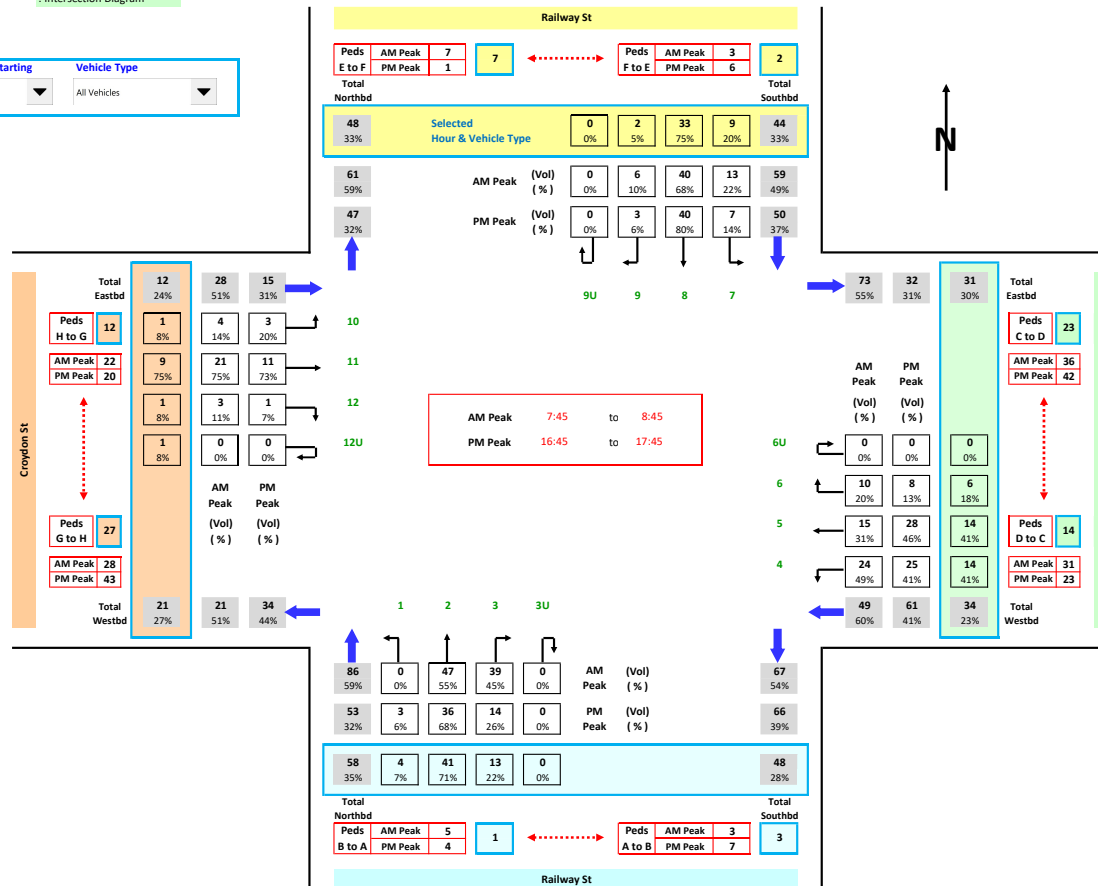 : Intersection Diagram
Railway St
Peds E to F AM Peak 7 PM Peak 1
7
Peds F to E AM Peak 3 PM Peak 6
2
Vehicle Type
All Vehicles
Total Northbd
Total Southbd
48 33%
Selected Hour & Vehicle Type
0 0%
2 5%
33 75%
9 20%
44 33%
61 59%
AM Peak (Vol) ( % )
0 0%
6 10%
40 68%
13 22%
59 49%
47 32%
PM Peak (Vol) ( % )
0 0%
3 6%
40 80%
7 14%
50 37%
N
9U 9 8 7
Total Eastbd
12 24%
28 51%
15 31%
Peds H to G 12
1 8%
4 14%
3 20%
10
AM Peak 22
PM Peak 20
9 75%
21 75%
11 73%
11
1 8%
3 11%
1 7%
12
1 8%
0 0%
0 0%
12U
Croydon St
AM Peak (Vol) ( % )
PM Peak (Vol) ( % )
Peds G to H 27
AM Peak 28
PM Peak 43
Total Westbd
21 27%
21 51%
34 44%
AM Peak 7:45 to 8:45
PM Peak 16:45 to 17:45
73 55%
32 31%
31 30%
Total Eastbd
Peds C to D 23
AM Peak 36
PM Peak 42
AM Peak (Vol) ( % )
PM Peak (Vol) ( % )
6U
0 0%
0 0%
0 0%
6
10 20%
8 13%
6 18%
5
15 31%
28 46%
14 41%
4
24 49%
25 41%
14 41%
Peds D to C 14
AM Peak 31
PM Peak 23
49 60%
61 41%
34 23%
Total Westbd
1 2 3 3U
86 59%
0 0%
47 55%
39 45%
0 0%
AM Peak (Vol) ( % )
67 54%
53 32%
3 6%
36 68%
14 26%
0 0%
PM Peak (Vol) ( % )
66 39%
58 35%
4 7%
41 71%
13 22%
0 0%
48 28%
Total Northbd
Total Southbd
Peds B to A AM Peak 5 PM Peak 4
1
Peds A to B AM Peak 3 PM Peak 7
3
Railway St